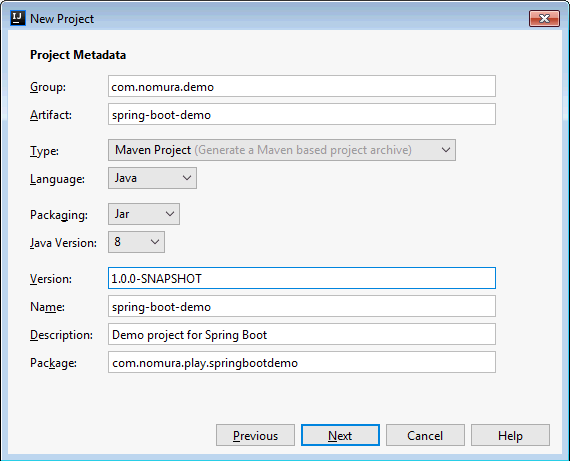 IJ New Project
Project Metadata
Group: com.nomura.demo
Artifact: spring-boot-demo
Type: Maven Project (Generate a Maven based project archive)
Language: Java
Packaging: Jar
Java Version: 8
Version: 1.0.0-SNAPSHOT
Name: spring-boot-demo
Description: Demo project for Spring Boot
Package: com.nomura.play.springbootdemo
Previous Next Cancel Help